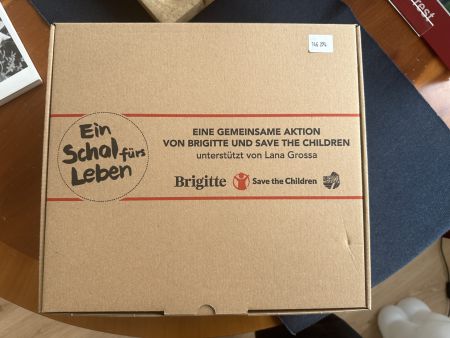 Ein
Schal fürs
Leben
EINE GEMEINSAME AKTION
VON BRIGITTE UND SAVE THE CHILDREN
unterstützt von Lana Grossa
Brigitte
Save the Children
rest